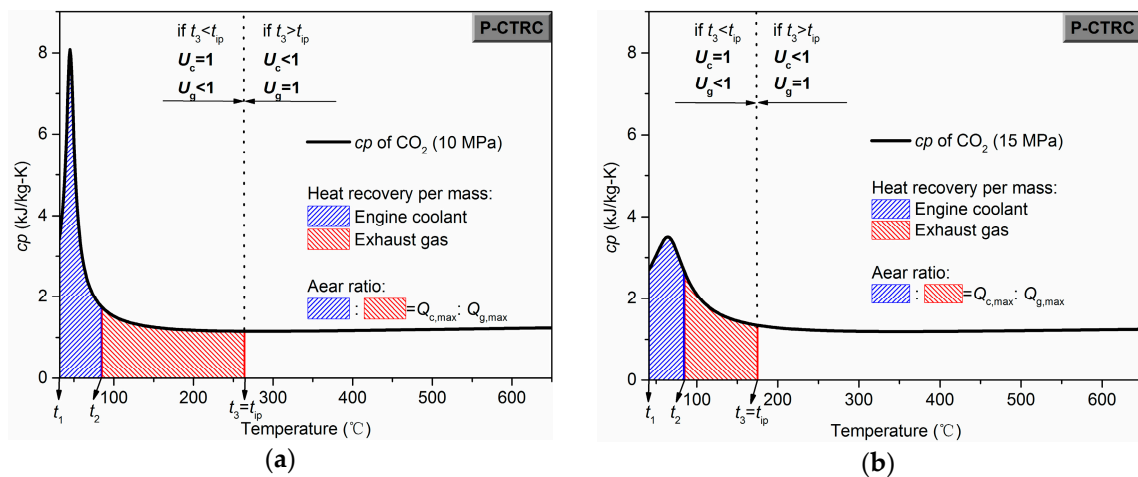 if t3<tip
if t3>tip
P-CTRC
Uc=1
Uc<1
Ug<1
Ug=1
cp of CO2 (10 MPa)
Heat recovery per mass:
Engine coolant
Exhaust gas
Aear ratio:
: =Qc,max: Qg,max
cp (kJ/kg-K)
8
6
4
2
0
100
200
300
400
500
600
t1
t2
t3=tip
Temperature (℃)
(a)
if t3<tip
if t3>tip
P-CTRC
Uc=1
Uc<1
Ug<1
Ug=1
cp of CO2 (15 MPa)
Heat recovery per mass:
Engine coolant
Exhaust gas
Aear ratio:
: =Qc,max: Qg,max
cp (kJ/kg-K)
8
6
4
2
0
100
200
300
400
500
600
t1
t2
t3=tip
Temperature (℃)
(b)